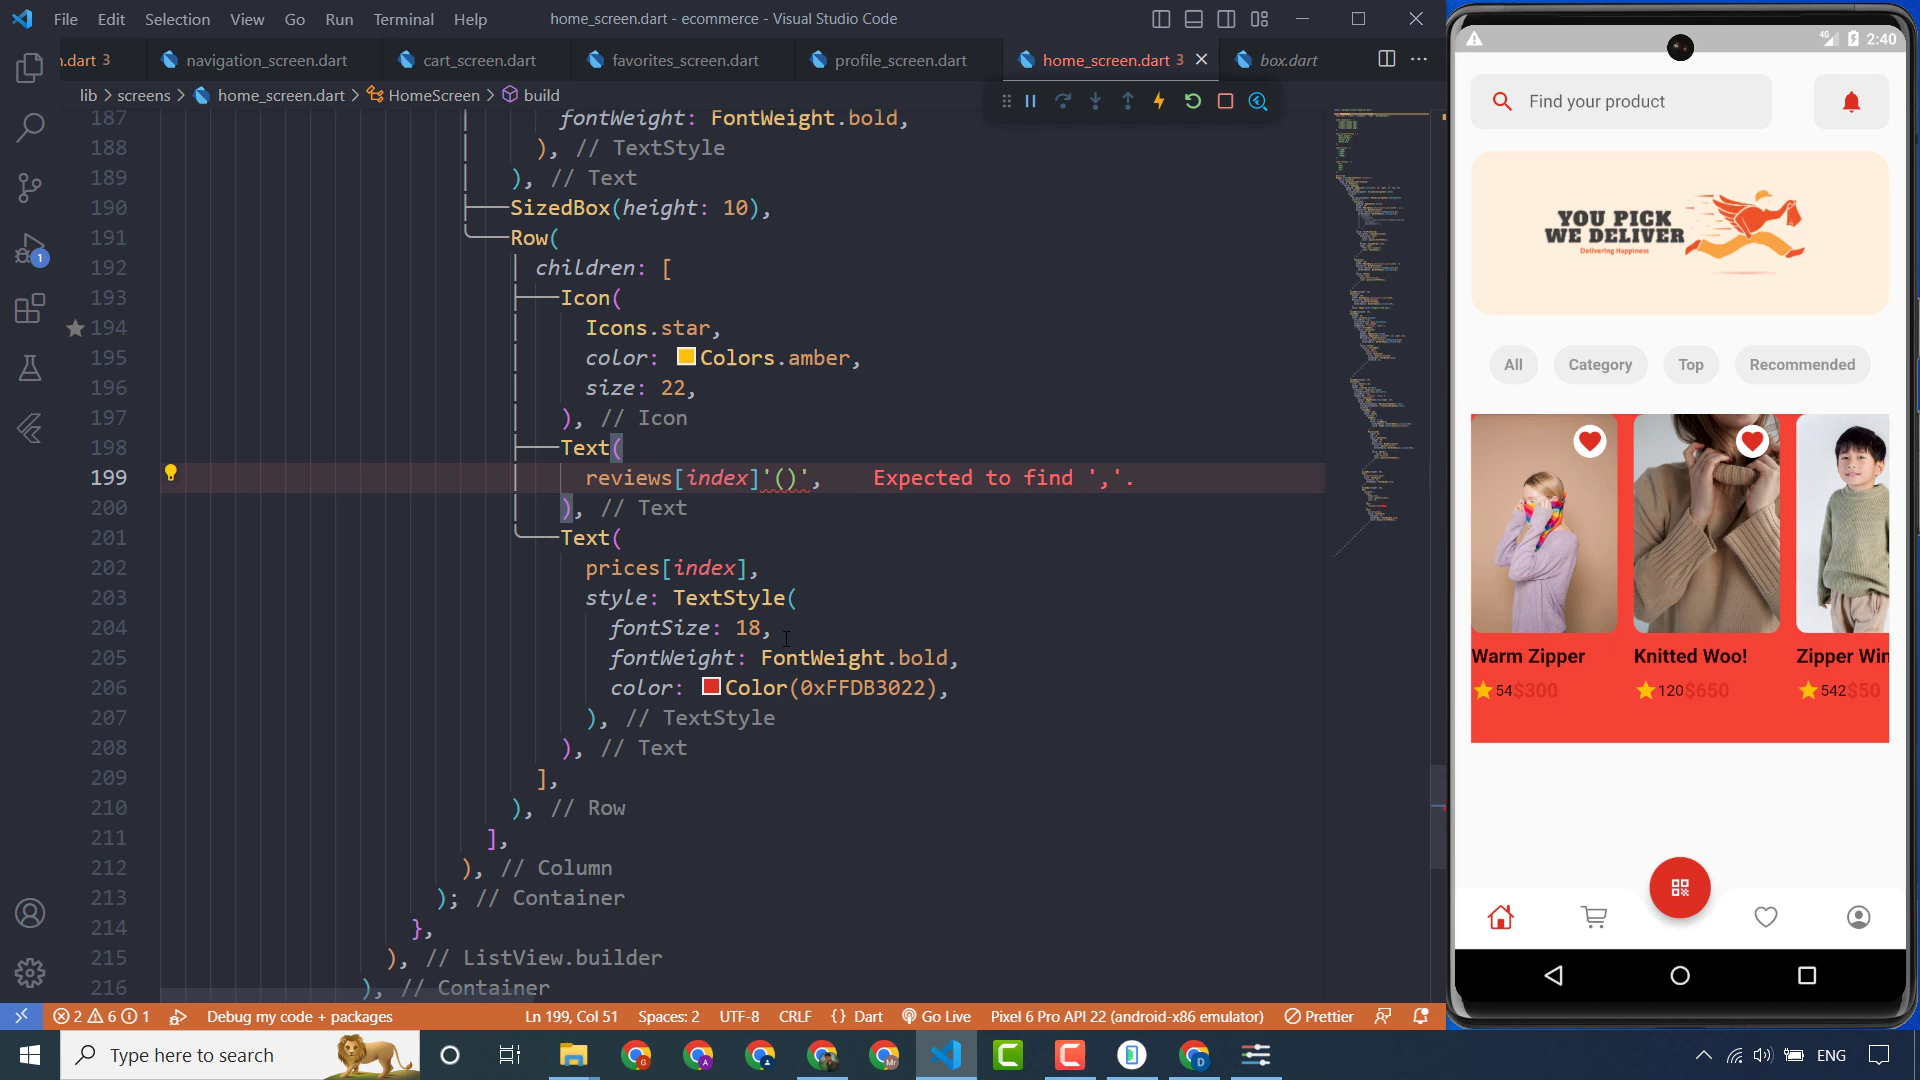 File Edit Selection View Go Run Terminal Help home_screen.dart - ecommerce - Visual Studio Code
n.dart 3 navigation_screen.dart cart_screen.dart favorites_screen.dart profile_screen.dart home_screen.dart 3 box.dart
lib > screens > home_screen.dart > HomeScreen > build
187 fontWeight: FontWeight.bold,
188 ), // TextStyle
189 ), // Text
190 SizedBox(height: 10),
191 Row(
192 children: [
193 Icon(
194 Icons.star,
195 color: Colors.amber,
196 size: 22,
197 ), // Icon
198 Text(
199 reviews[index]'()', Expected to find ','.
200 ), // Text
201 Text(
202 prices[index],
203 style: TextStyle(
204 fontSize: 18,
205 fontWeight: FontWeight.bold,
206 color: Color(0xFFDB3022),
207 ), // TextStyle
208 ), // Text
209 ],
210 ), // Row
211 ],
212 ), // Column
213 ); // Container
214 },
215 ), // ListView.builder
216 ), // Container
1
2 6 1 Debug my code + packages Ln 199, Col 51 Spaces: 2 UTF-8 CRLF {} Dart Go Live Pixel 6 Pro API 22 (android-x86 emulator) Prettier
Type here to search
ENG
4G 2:40
Find your product
YOU PICK
WE DELIVER
Delivering Happiness
All Category Top Recommended
Warm Zipper Knitted Woo! Zipper Win
54 $300 120 $650 542 $50